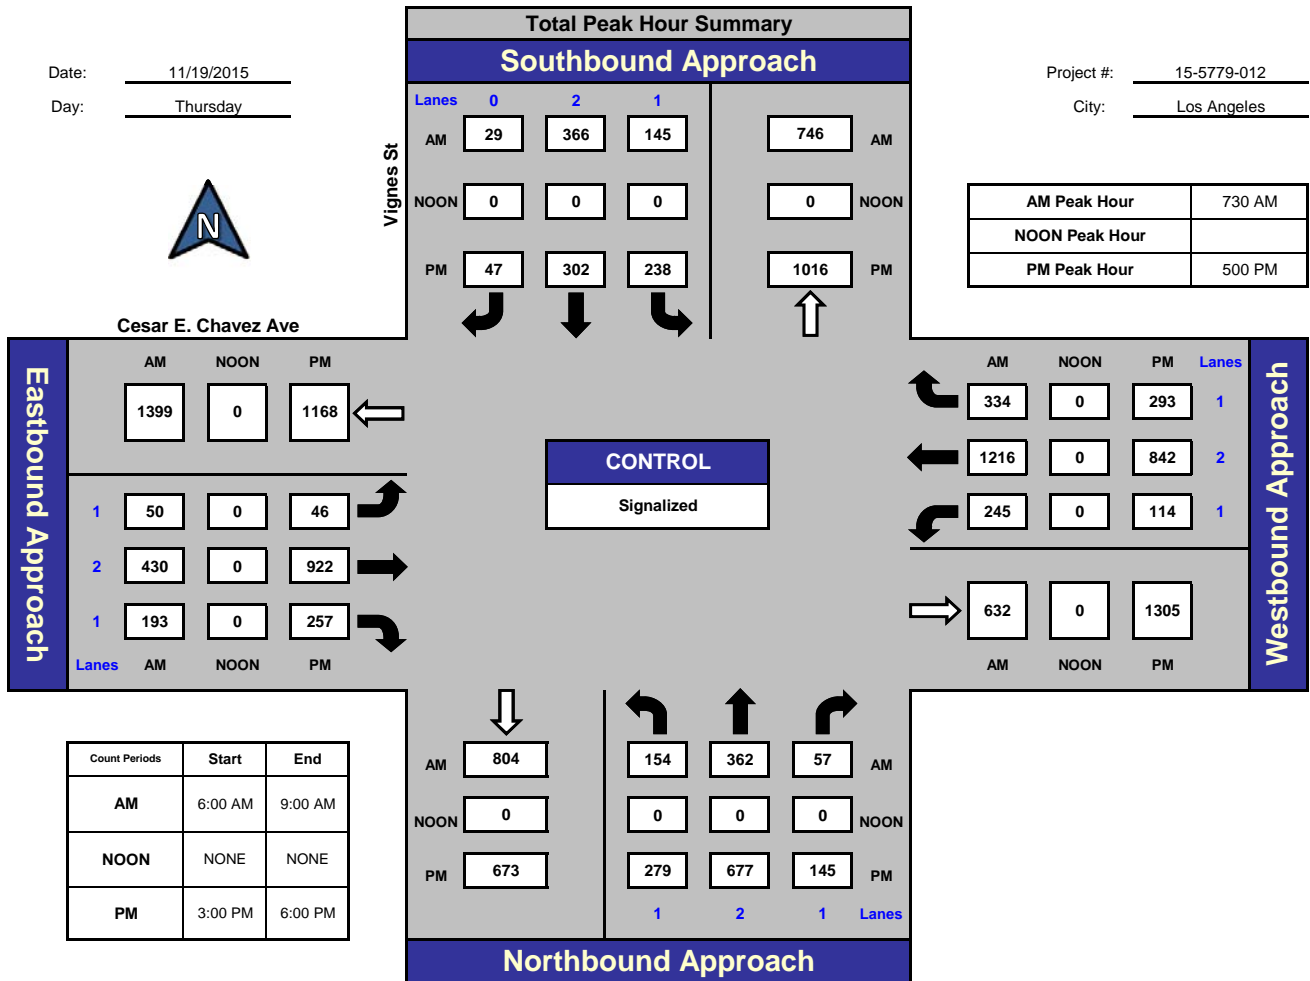 Total Peak Hour Summary
Southbound Approach
Date: 11/19/2015
Day: Thursday
Project #: 15-5779-012
City: Los Angeles
N
Vignes St
Lanes 0 2 1
AM 29 366 145 746 AM
NOON 0 0 0 0 NOON
PM 47 302 238 1016 PM
AM Peak Hour 730 AM
NOON Peak Hour
PM Peak Hour 500 PM
Cesar E. Chavez Ave
Eastbound Approach
AM NOON PM
1399 0 1168
1 50 0 46
2 430 0 922
1 193 0 257
Lanes AM NOON PM
CONTROL
Signalized
AM NOON PM Lanes
334 0 293 1
1216 0 842 2
245 0 114 1
632 0 1305
AM NOON PM
Westbound Approach
Count Periods Start End
AM 6:00 AM 9:00 AM
NOON NONE NONE
PM 3:00 PM 6:00 PM
AM 804 154 362 57 AM
NOON 0 0 0 0 NOON
PM 673 279 677 145 PM
1 2 1 Lanes
Northbound Approach